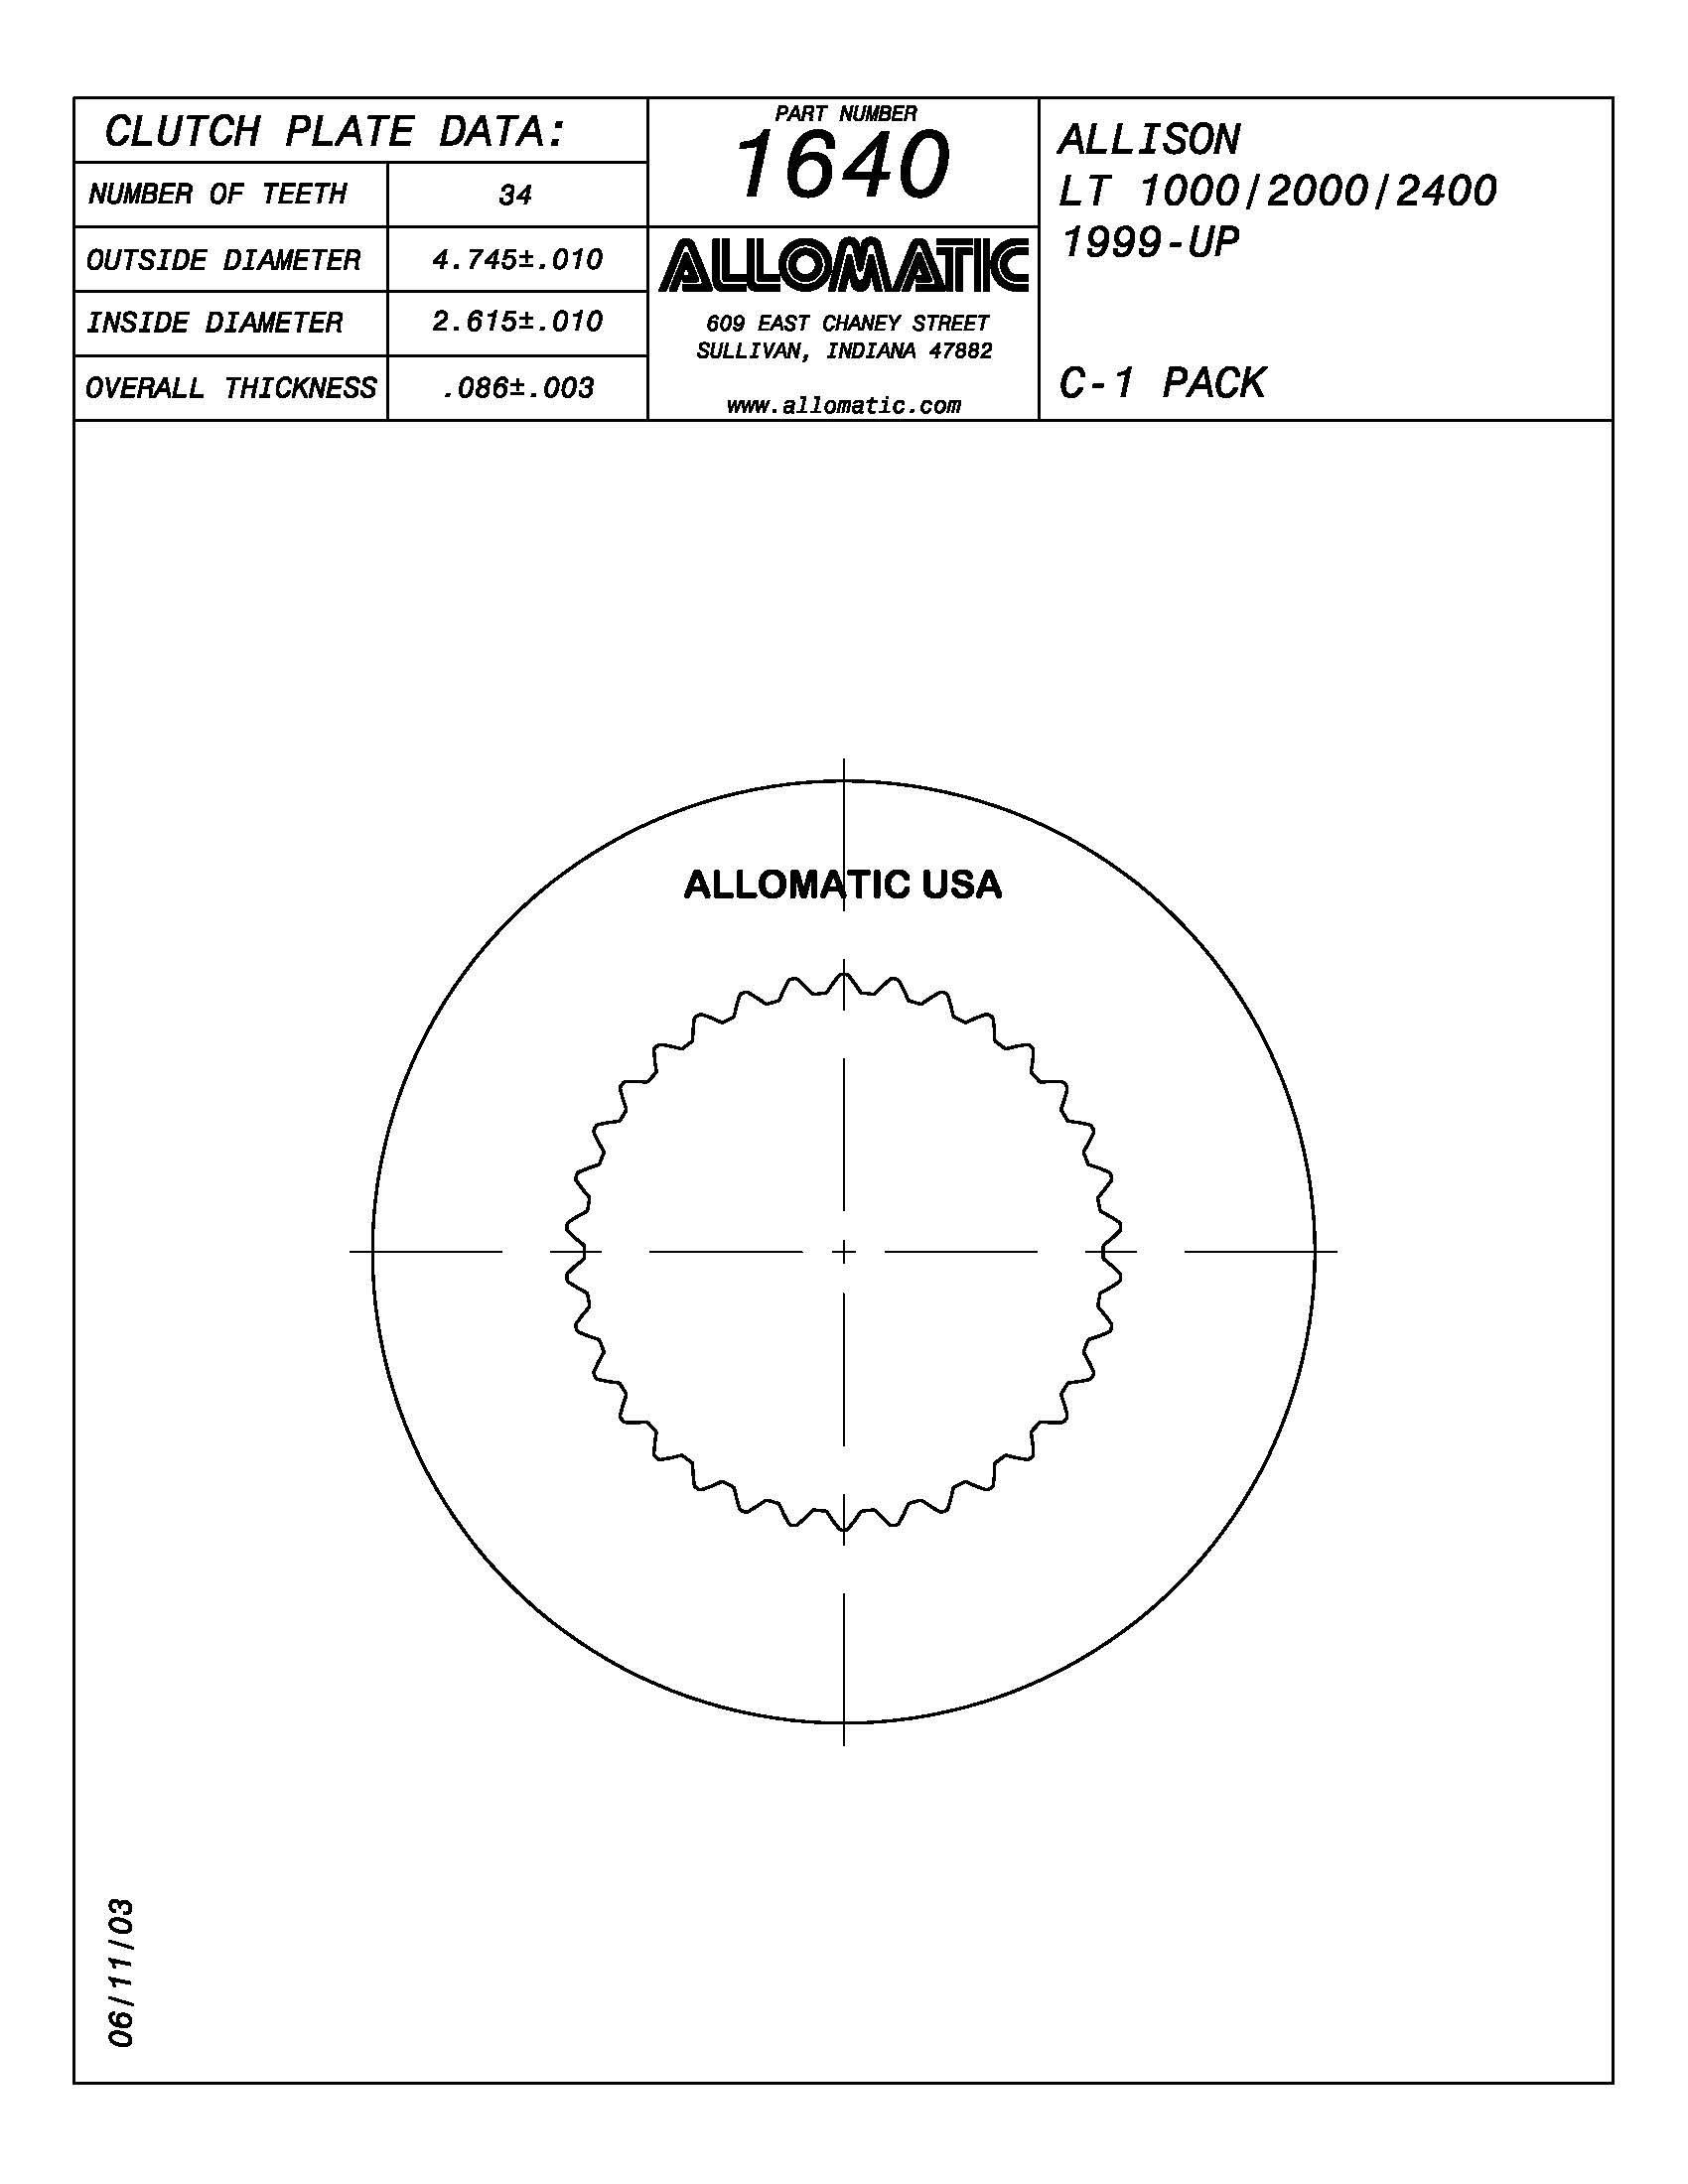 CLUTCH PLATE DATA:
NUMBER OF TEETH 34
OUTSIDE DIAMETER 4.745±.010
INSIDE DIAMETER 2.615±.010
OVERALL THICKNESS .086±.003
PART NUMBER
1640
ALLOMATIC
609 EAST CHANEY STREET
SULLIVAN, INDIANA 47882
www.allomatic.com
ALLISON
LT 1000/2000/2400
1999-UP
C-1 PACK
ALLOMATIC USA
06/11/03